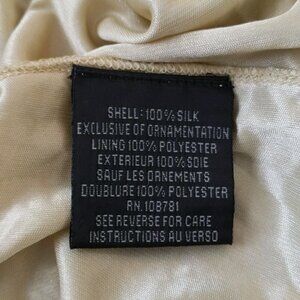 SHELL: 100% SILK
EXCLUSIVE OF ORNAMENTATION
LINING 100% POLYESTER
EXTERIEUR 100% SOIE
SAUF LES ORNEMENTS
DOUBLURE 100% POLYESTER
RN. 108781
SEE REVERSE FOR CARE
INSTRUCTIONS AU VERSO